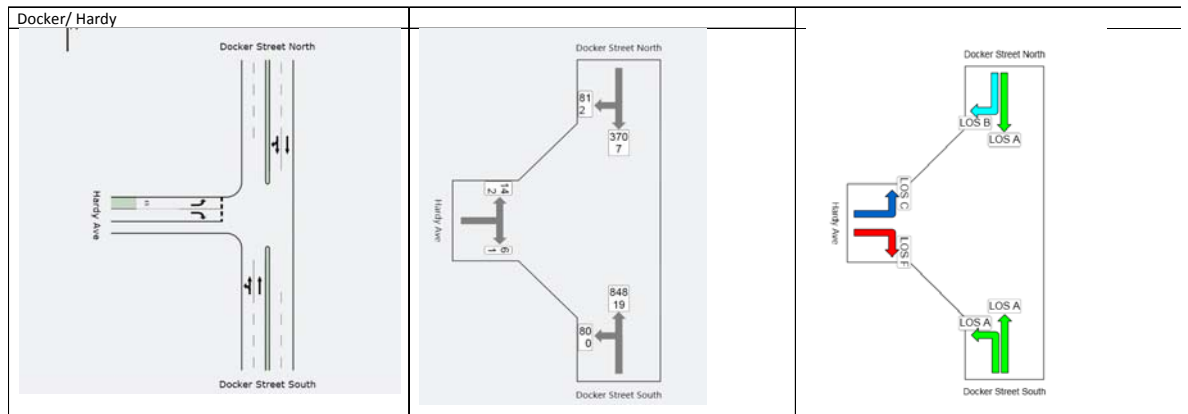 Docker/ Hardy
Docker Street North
Hardy Ave
Docker Street South
Docker Street North
81
2
370
7
14
2
6
1
Hardy Ave
848
19
80
0
Docker Street South
Docker Street North
LOS B
LOS A
LOS C
Hardy Ave
LOS F
LOS A
LOS A
Docker Street South